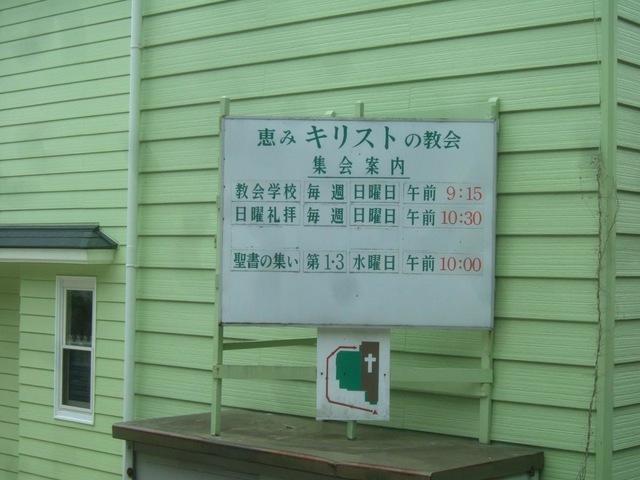 恵み キリストの教会
集会案内
教会学校 毎週 日曜日 午前 9:15
日曜礼拝 毎週 日曜日 午前 10:30
聖書の集い 第1·3 水曜日 午前 10:00